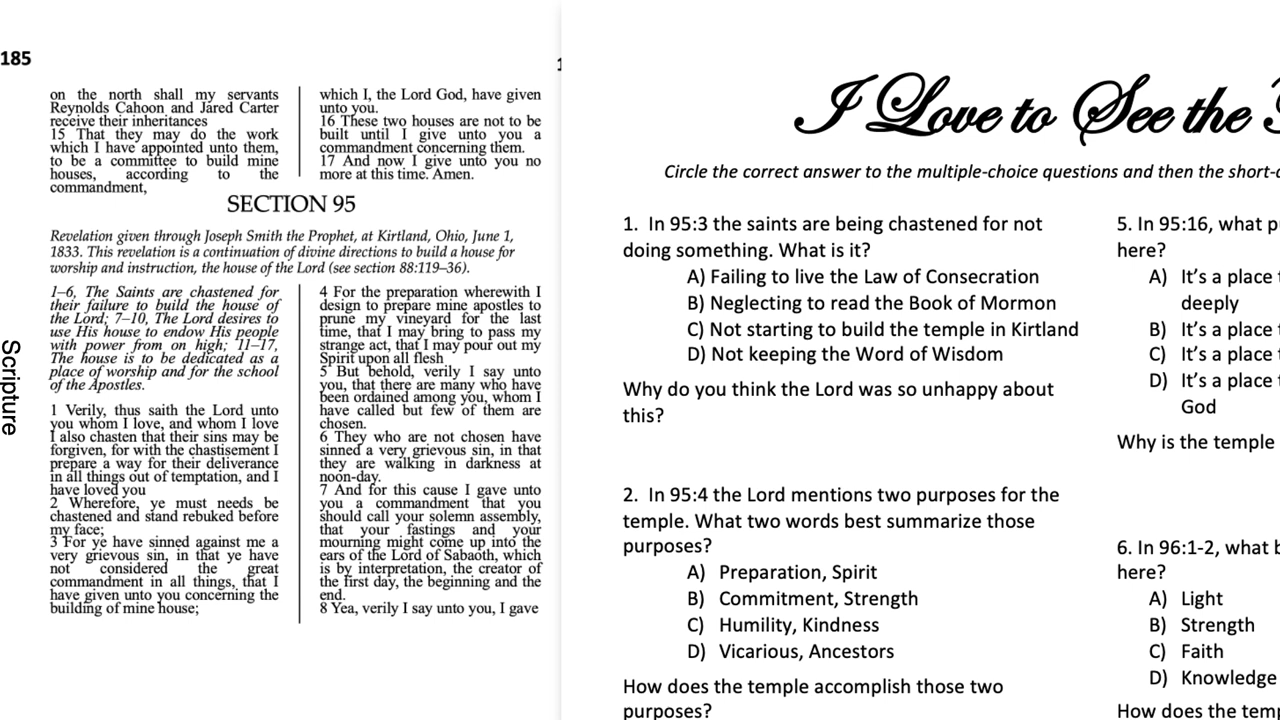 185
on the north shall my servants
Reynolds Cahoon and Jared Carter
receive their inheritances
15 That they may do the work
which I have appointed unto them,
to be a committee to build mine
houses, according to the
commandment,
which I, the Lord God, have given
unto you.
16 These two houses are not to be
built until I give unto you a
commandment concerning them.
17 And now I give unto you no
more at this time. Amen.
SECTION 95
Revelation given through Joseph Smith the Prophet, at Kirtland, Ohio, June 1,
1833. This revelation is a continuation of divine directions to build a house for
worship and instruction, the house of the Lord (see section 88:119–36).
1–6, The Saints are chastened for
their failure to build the house of
the Lord; 7–10, The Lord desires to
use His house to endow His people
with power from on high; 11–17,
The house is to be dedicated as a
place of worship and for the school
of the Apostles.
1 Verily, thus saith the Lord unto
you whom I love, and whom I love
I also chasten that their sins may be
forgiven, for with the chastisement I
prepare a way for their deliverance
in all things out of temptation, and I
have loved you
2 Wherefore, ye must needs be
chastened and stand rebuked before
my face;
3 For ye have sinned against me a
very grievous sin, in that ye have
not considered the great
commandment in all things, that I
have given unto you concerning the
building of mine house;
4 For the preparation wherewith I
design to prepare mine apostles to
prune my vineyard for the last
time, that I may bring to pass my
strange act, that I may pour out my
Spirit upon all flesh
5 But behold, verily I say unto
you, that there are many who have
been ordained among you, whom I
have called but few of them are
chosen.
6 They who are not chosen have
sinned a very grievous sin, in that
they are walking in darkness at
noon-day.
7 And for this cause I gave unto
you a commandment that you
should call your solemn assembly,
that your fastings and your
mourning might come up into the
ears of the Lord of Sabaoth, which
is by interpretation, the creator of
the first day, the beginning and the
end.
8 Yea, verily I say unto you, I gave
Scripture
I Love to See the
Circle the correct answer to the multiple-choice questions and then the short-
1. In 95:3 the saints are being chastened for not
doing something. What is it?
A) Failing to live the Law of Consecration
B) Neglecting to read the Book of Mormon
C) Not starting to build the temple in Kirtland
D) Not keeping the Word of Wisdom
Why do you think the Lord was so unhappy about
this?
2. In 95:4 the Lord mentions two purposes for the
temple. What two words best summarize those
purposes?
A) Preparation, Spirit
B) Commitment, Strength
C) Humility, Kindness
D) Vicarious, Ancestors
How does the temple accomplish those two
purposes?
5. In 95:16, what
here?
A) It's a place
deeply
B) It's a place
C) It's a place
D) It's a place
God
Why is the temple
6. In 96:1-2, what
here?
A) Light
B) Strength
C) Faith
D) Knowledge
How does the